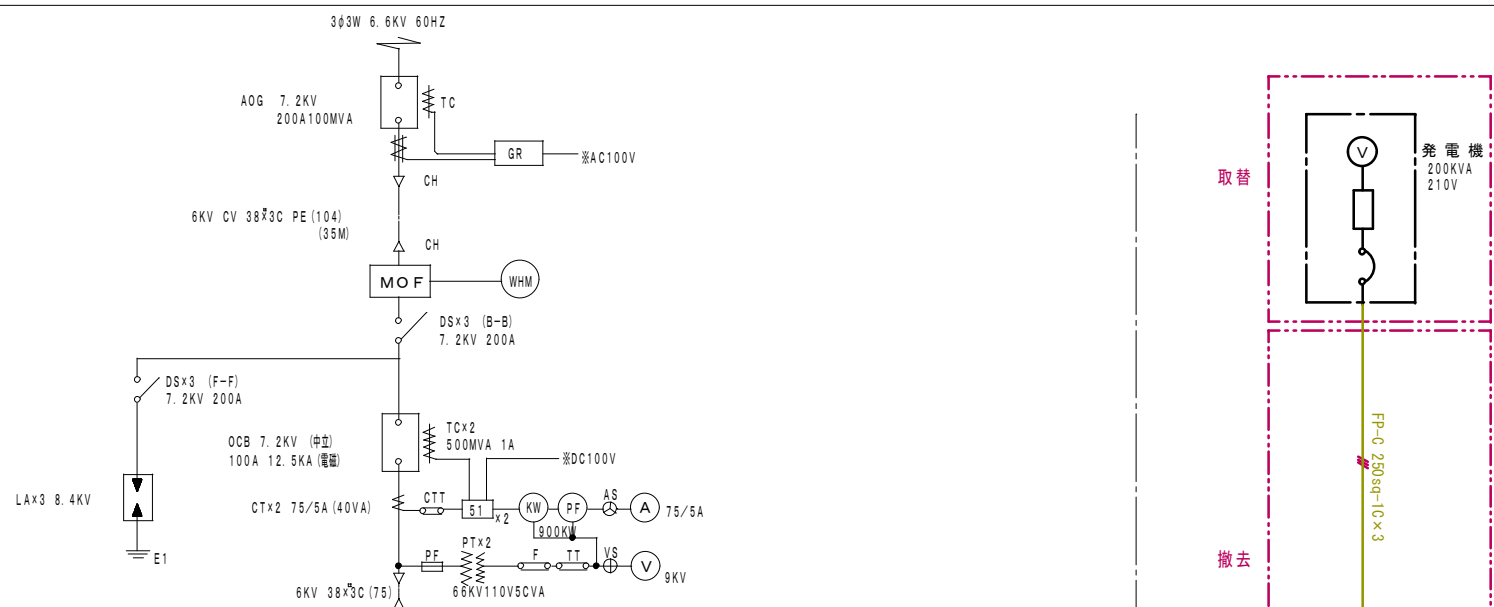 3φ3W 6.6KV 60HZ
AOG 7.2KV
200A100MVA
TC
GR
※AC100V
CH
6KV CV 38□×3C PE(104)
(35M)
CH
MOF
WHM
DS×3 (B-B)
7.2KV 200A
DS×3 (F-F)
7.2KV 200A
OCB 7.2KV (中立)
100A 12.5KA(電磁)
TC×2
500MVA 1A
※DC100V
LA×3 8.4KV
E1
CT×2 75/5A(40VA)
CTT
51
×2
KW
PF
AS
A
75/5A
900KW
PF
PT×2
F
TT
VS
V
9KV
66KV110V5CVA
6KV 38□×3C(75)
取替
V
発電機
200KVA
210V
FP-C 250sq-1C×3
撤去